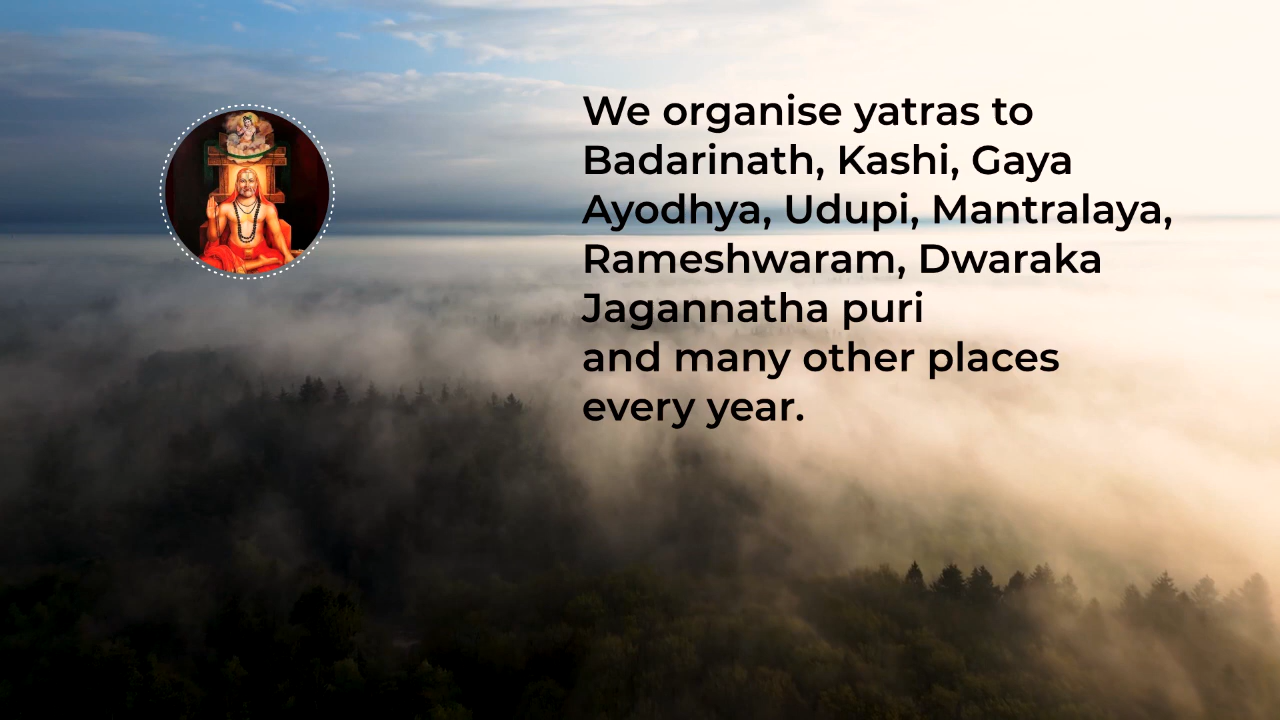 We organise yatras to
Badarinath, Kashi, Gaya
Ayodhya, Udupi, Mantralaya,
Rameshwaram, Dwaraka
Jagannatha puri
and many other places
every year.